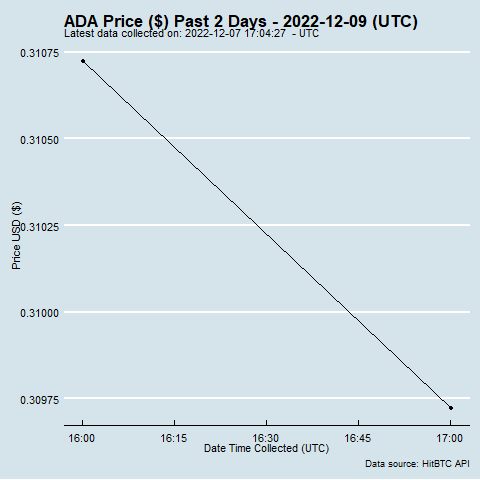 ADA Price ($) Past 2 Days - 2022-12-09 (UTC)
Latest data collected on: 2022-12-07 17:04:27 - UTC
Price USD ($)
0.31075
0.31050
0.31025
0.31000
0.30975
16:00 16:15 16:30 16:45 17:00
Date Time Collected (UTC)
Data source: HitBTC API